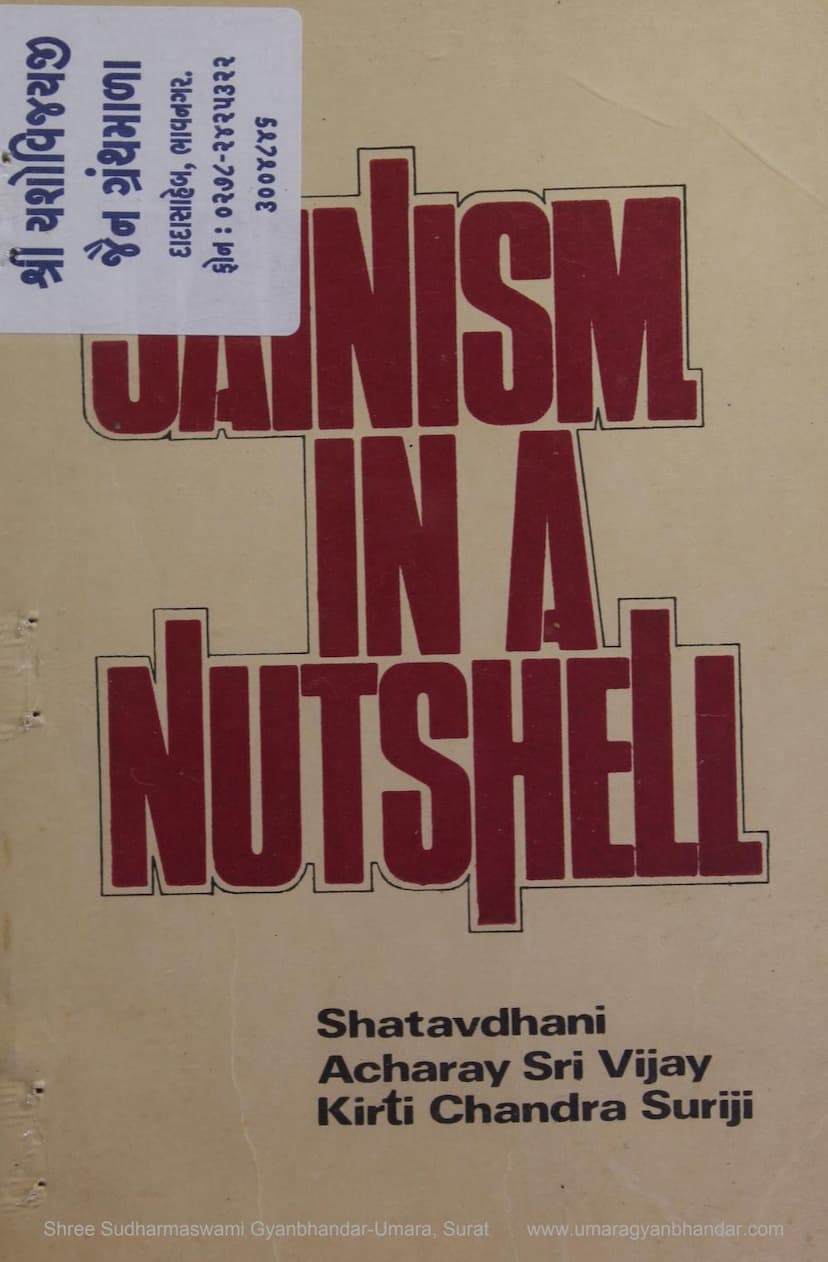 શ્રી યશોવિજયજી
જૈન ગ્રંથમાળા
દાદાસાહેબ, ભાવનગર.
ફોન : ૦૨૭૮-૨૪૨૫૩૨૨
૩૦૦૪૮૪૬
JAINISM
IN A
NUTSHELL
Shatavdhani
Acharay Sri Vijay
Kirti Chandra Suriji
Shree Sudharmaswami Gyanbhandar-Umara, Surat www.umaragyanbhandar.com